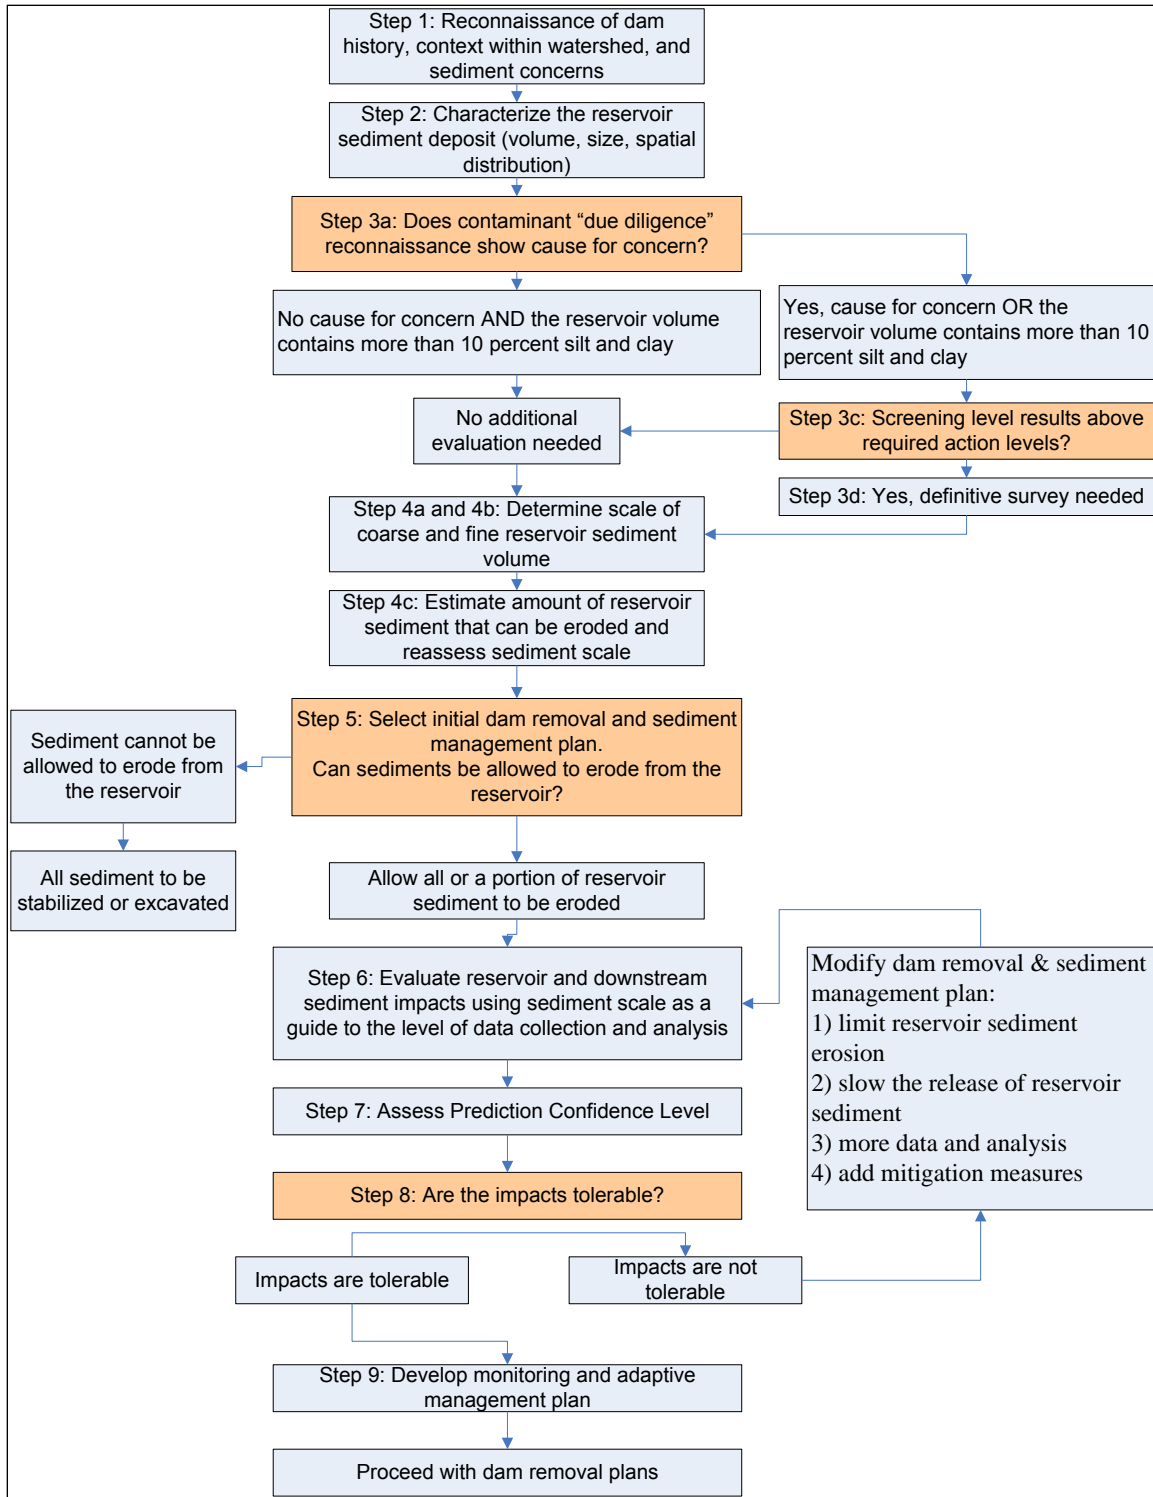 Step 1: Reconnaissance of dam
history, context within watershed, and
sediment concerns
Step 2: Characterize the reservoir
sediment deposit (volume, size, spatial
distribution)
Step 3a: Does contaminant “due diligence”
reconnaissance show cause for concern?
No cause for concern AND the reservoir volume
contains more than 10 percent silt and clay
Yes, cause for concern OR the
reservoir volume contains more than 10
percent silt and clay
No additional
evaluation needed
Step 3c: Screening level results above
required action levels?
Step 3d: Yes, definitive survey needed
Step 4a and 4b: Determine scale of
coarse and fine reservoir sediment
volume
Step 4c: Estimate amount of reservoir
sediment that can be eroded and
reassess sediment scale
Step 5: Select initial dam removal and sediment
management plan.
Can sediments be allowed to erode from the
reservoir?
Sediment cannot be
allowed to erode from
the reservoir
All sediment to be
stabilized or excavated
Allow all or a portion of reservoir
sediment to be eroded
Step 6: Evaluate reservoir and downstream
sediment impacts using sediment scale as a
guide to the level of data collection and analysis
Modify dam removal & sediment
management plan:
1) limit reservoir sediment
erosion
2) slow the release of reservoir
sediment
3) more data and analysis
4) add mitigation measures
Step 7: Assess Prediction Confidence Level
Step 8: Are the impacts tolerable?
Impacts are tolerable
Impacts are not
tolerable
Step 9: Develop monitoring and adaptive
management plan
Proceed with dam removal plans